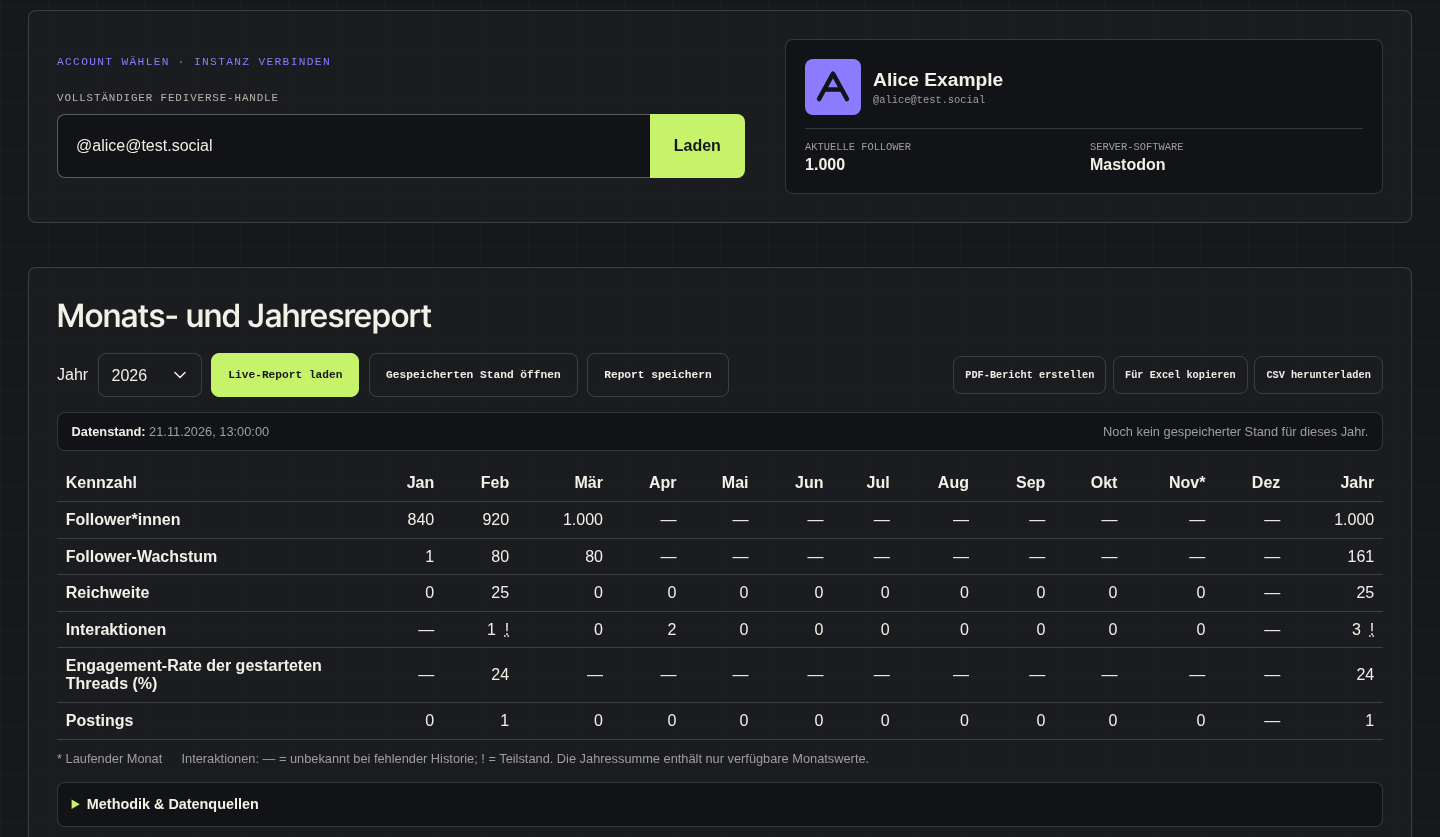 ACCOUNT WÄHLEN · INSTANZ VERBINDEN
VOLLSTÄNDIGER FEDIVERSE-HANDLE
@alice@test.social
Laden
Alice Example
@alice@test.social
AKTUELLE FOLLOWER
1.000
SERVER-SOFTWARE
Mastodon
Monats- und Jahresreport
Jahr 2026 Live-Report laden Gespeicherten Stand öffnen Report speichern PDF-Bericht erstellen Für Excel kopieren CSV herunterladen
Datenstand: 21.11.2026, 13:00:00 Noch kein gespeicherter Stand für dieses Jahr.
Kennzahl Jan Feb Mär Apr Mai Jun Jul Aug Sep Okt Nov* Dez Jahr
Follower*innen 840 920 1.000 — — — — — — — — — 1.000
Follower-Wachstum 1 80 80 — — — — — — — — — 161
Reichweite 0 25 0 0 0 0 0 0 0 0 0 — 25
Interaktionen — 1 ! 0 2 0 0 0 0 0 0 0 — 3 !
Engagement-Rate der gestarteten
Threads (%) — 24 — — — — — — — — — — 24
Postings 0 1 0 0 0 0 0 0 0 0 0 — 1
* Laufender Monat Interaktionen: — = unbekannt bei fehlender Historie; ! = Teilstand. Die Jahressumme enthält nur verfügbare Monatswerte.
Methodik & Datenquellen